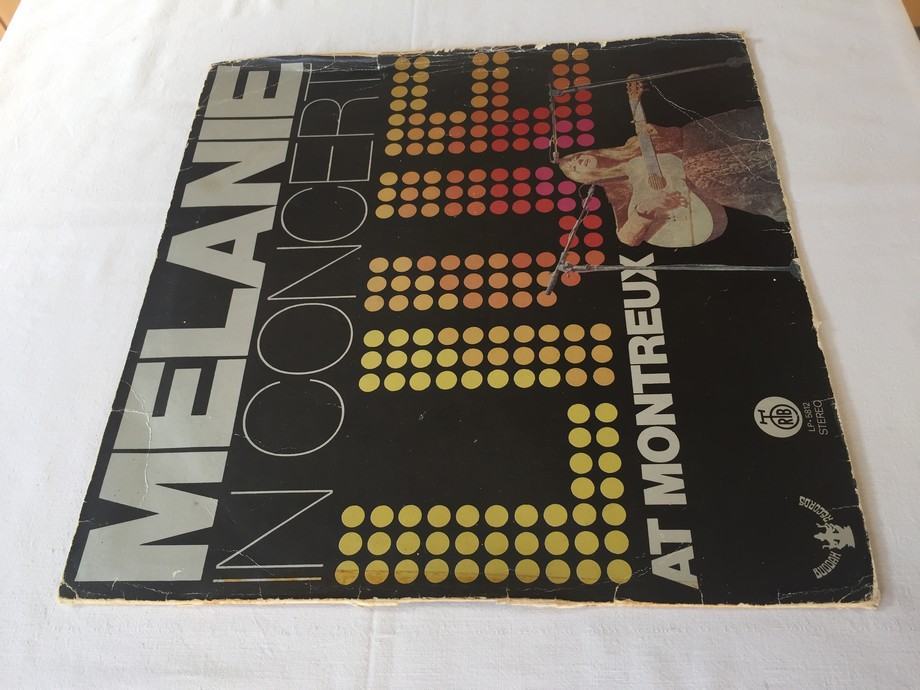 MELANIE
IN CONCERT
LIVE
AT MONTREUX
RTB
LP•5812
STEREO
BUDDAH RECORDS